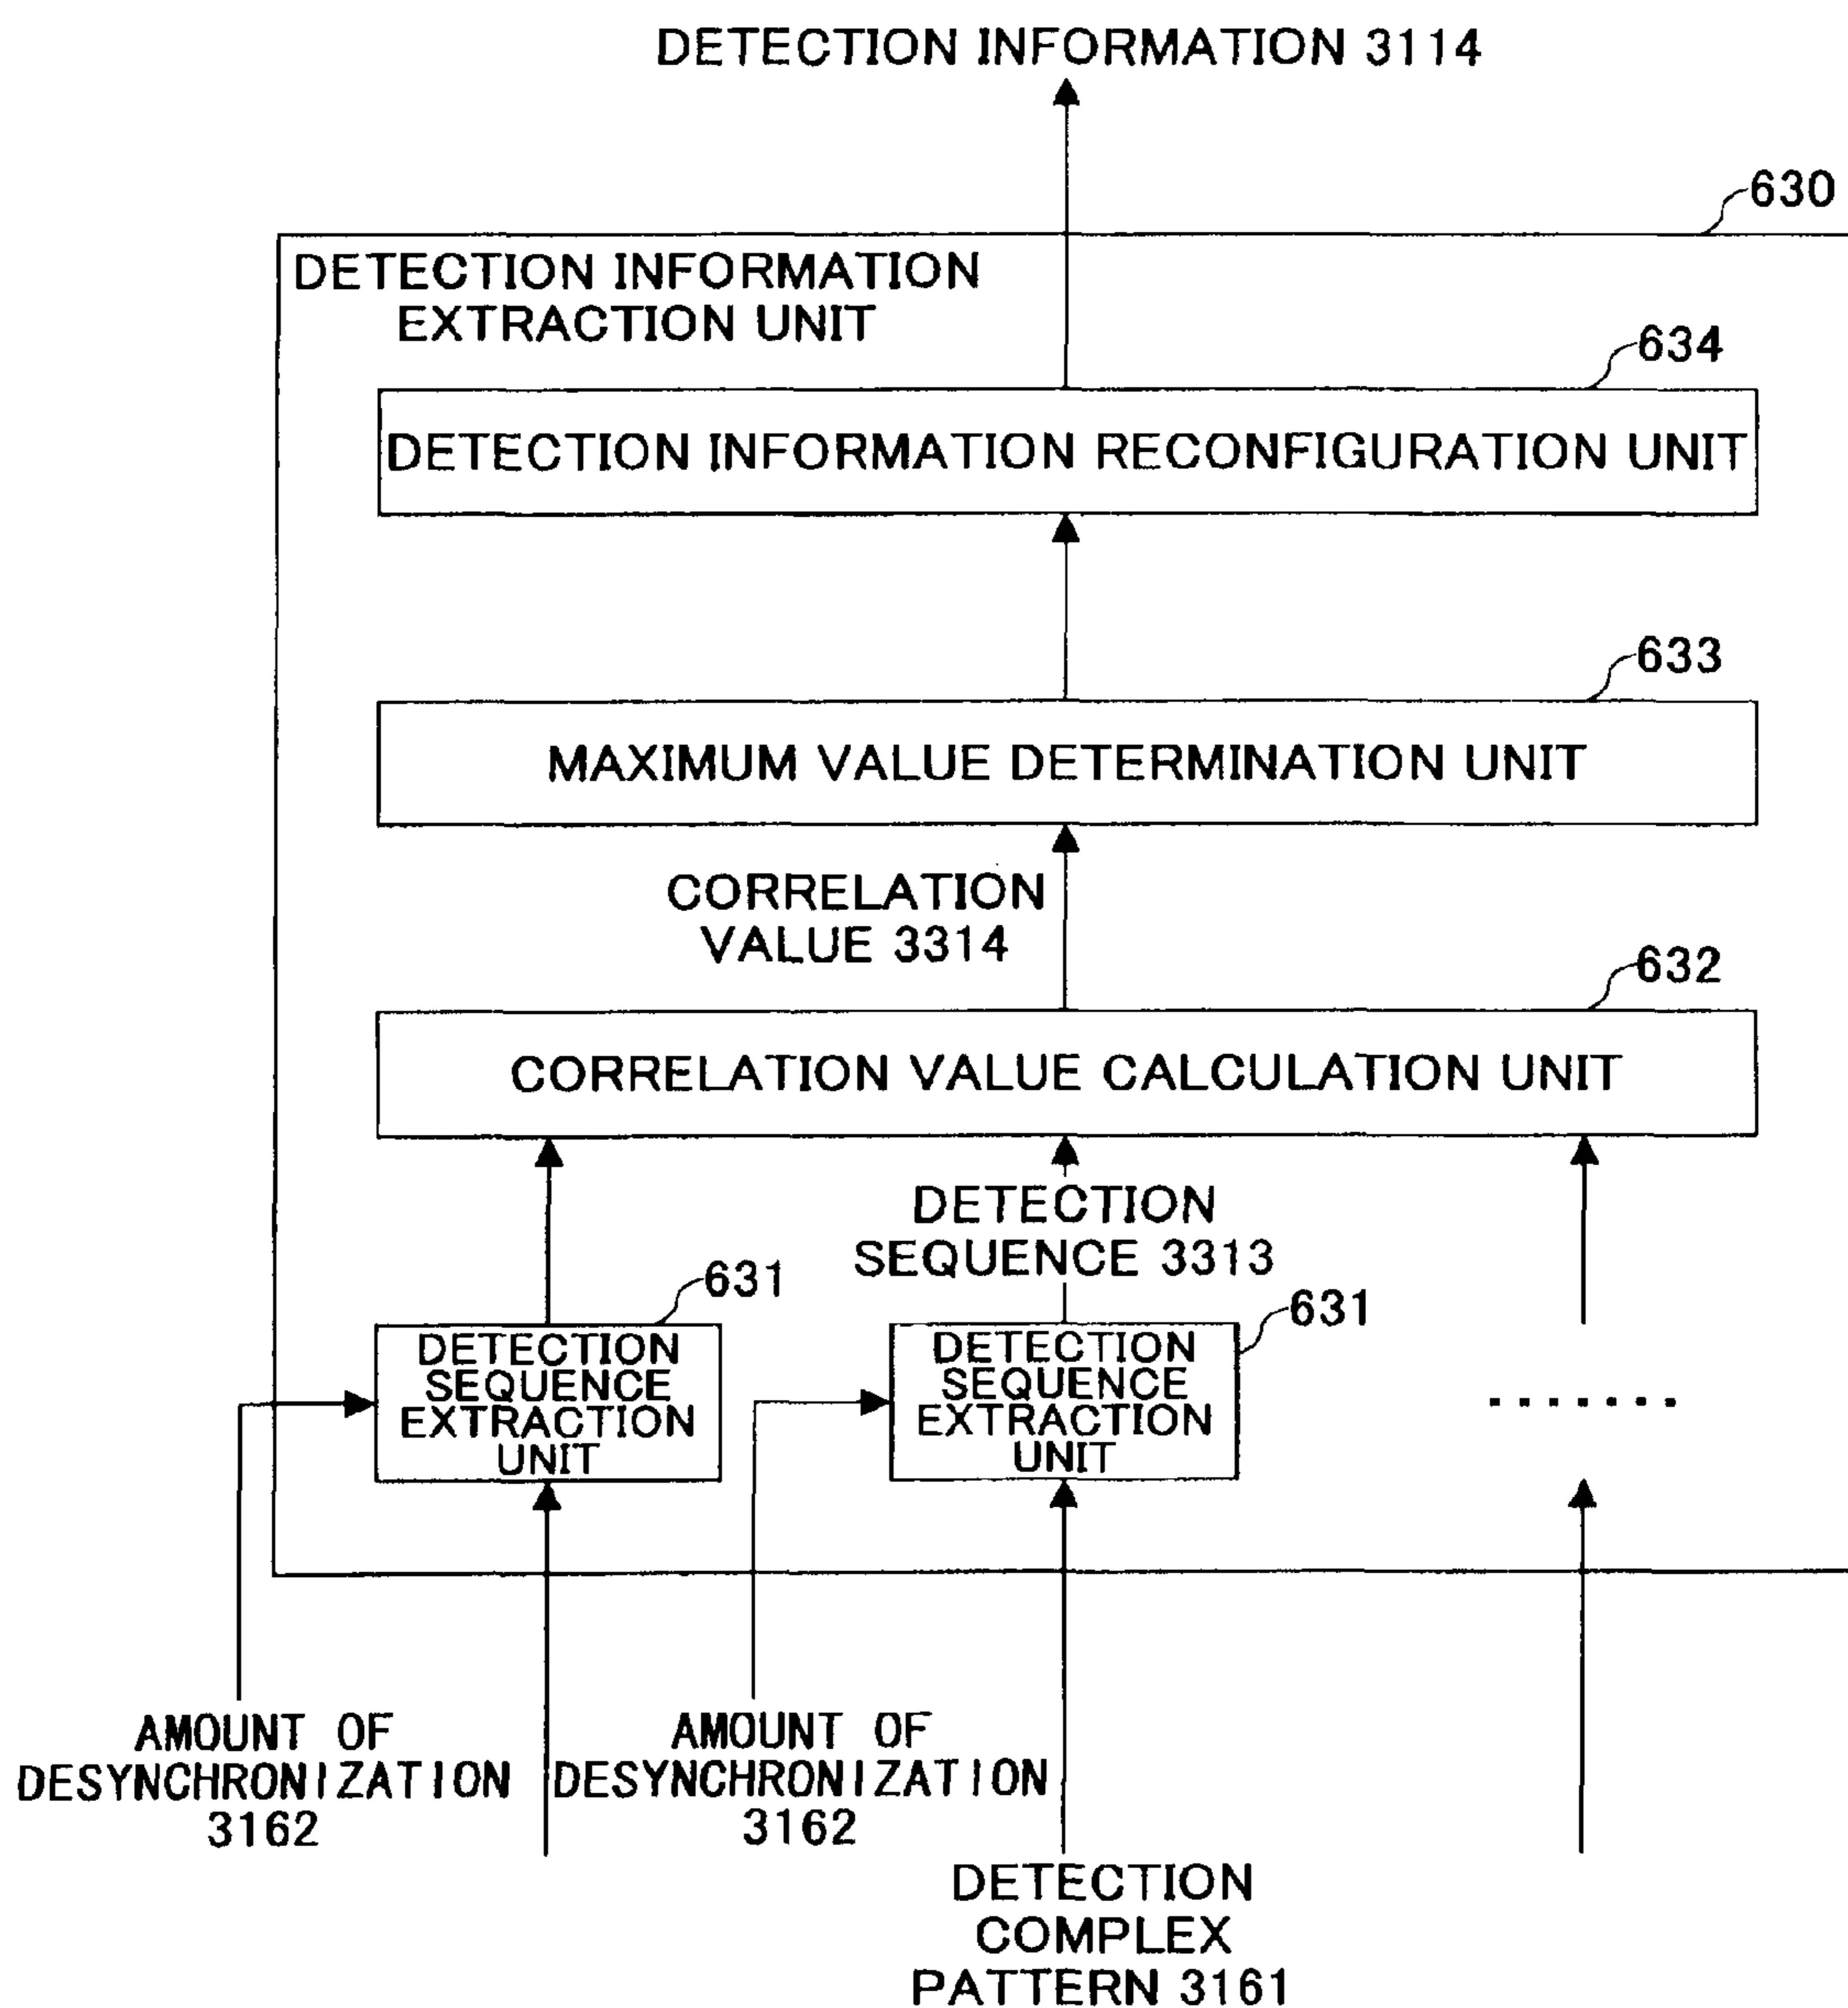 DETECTION INFORMATION 3114
630
DETECTION INFORMATION
EXTRACTION UNIT
634
DETECTION INFORMATION RECONFIGURATION UNIT
633
MAXIMUM VALUE DETERMINATION UNIT
CORRELATION
VALUE 3314
632
CORRELATION VALUE CALCULATION UNIT
DETECTION
SEQUENCE 3313
631
DETECTION
SEQUENCE
EXTRACTION
UNIT
631
DETECTION
SEQUENCE
EXTRACTION
UNIT
.......
AMOUNT OF
DESYNCHRONIZATION
3162
AMOUNT OF
DESYNCHRONIZATION
3162
DETECTION
COMPLEX
PATTERN 3161